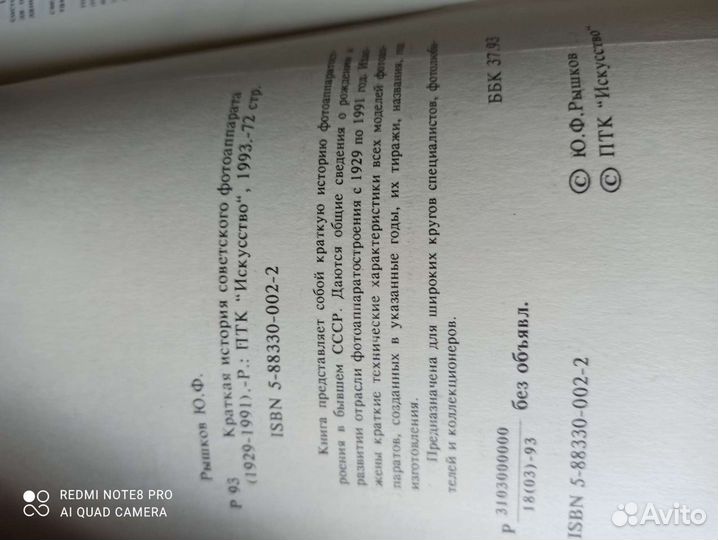 Рышков Ю.Ф.
Р 93 Краткая история советского фотоаппарата
(1929-1991).-Р.: ПТК "Искусство", 1993.-72 стр.
ISBN 5-88330-002-2
Книга представляет собой краткую историю фотоаппарато-
роения в бывшем СССР. Даются общие сведения о рождении и
развитии отрасли фотоаппаратостроения с 1929 по 1991 год. Изло-
жены краткие технические характеристики всех моделей фотоап-
паратов, созданных в указанные годы, их тиражи, названия, год
изготовления.
Предназначена для широких кругов специалистов, фотолюби-
телей и коллекционеров.
Р 3103000000
18(03)-93 без объявл.
ББК 37.93
ISBN 5-88330-002-2
© Ю.Ф.Рышков
© ПТК "Искусство"
REDMI NOTE 8 PRO
AI QUAD CAMERA
Avito